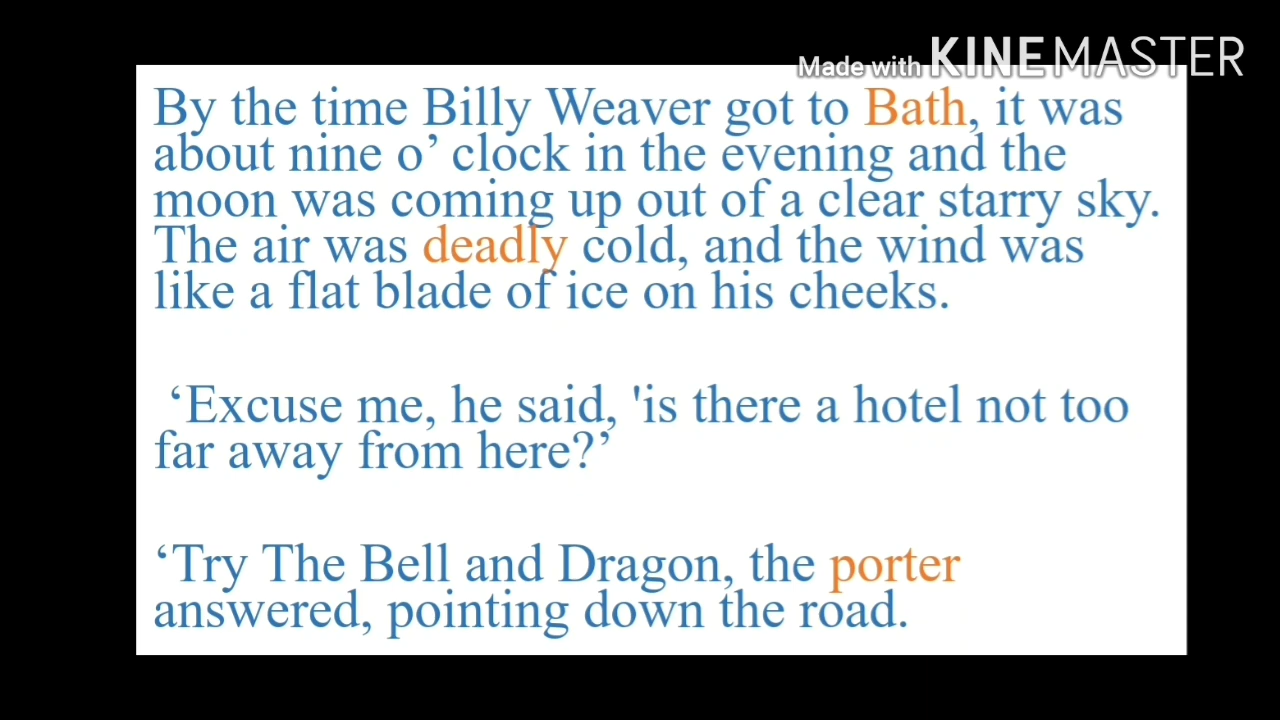 Made with KINEMASTER
By the time Billy Weaver got to Bath, it was
about nine o’ clock in the evening and the
moon was coming up out of a clear starry sky.
The air was deadly cold, and the wind was
like a flat blade of ice on his cheeks.
‘Excuse me, he said, 'is there a hotel not too
far away from here?’
‘Try The Bell and Dragon, the porter
answered, pointing down the road.